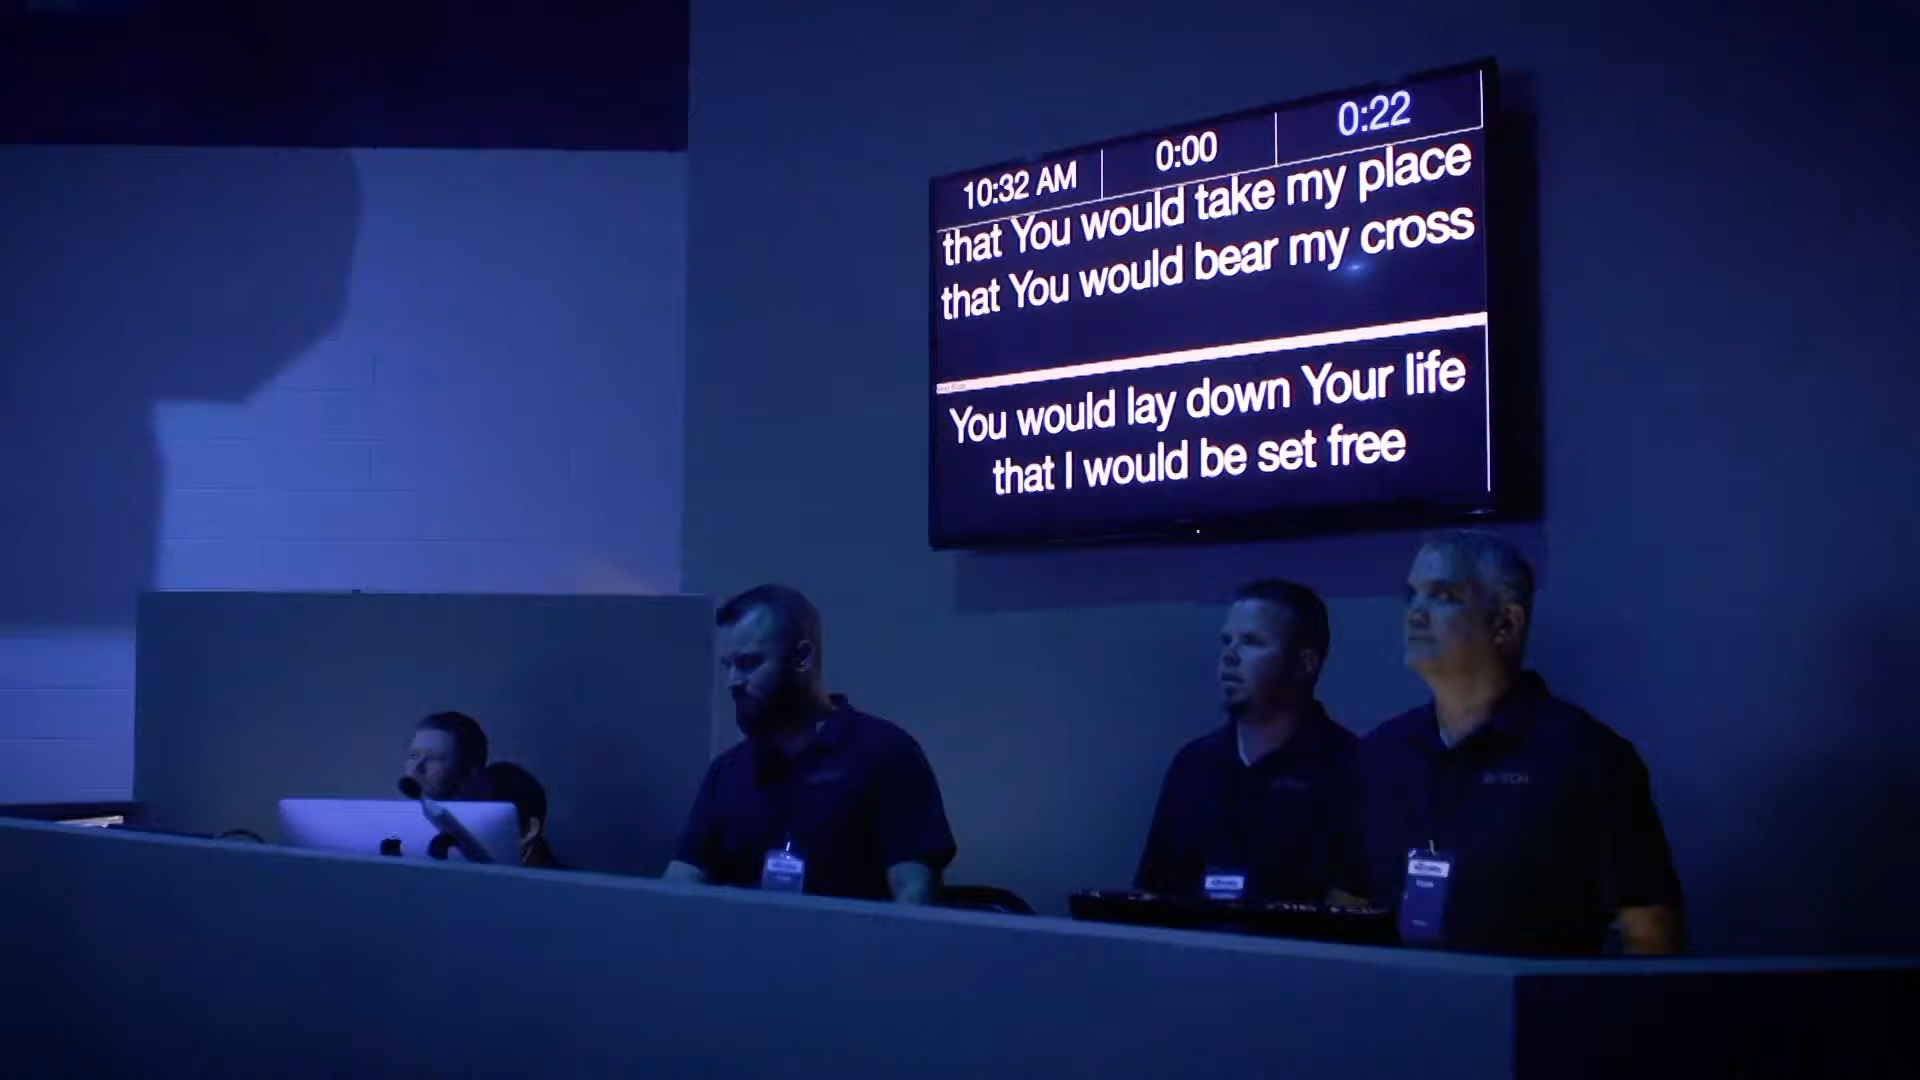 10:32 AM 0:00 0:22
that You would take my place
that You would bear my cross
You would lay down Your life
that I would be set free